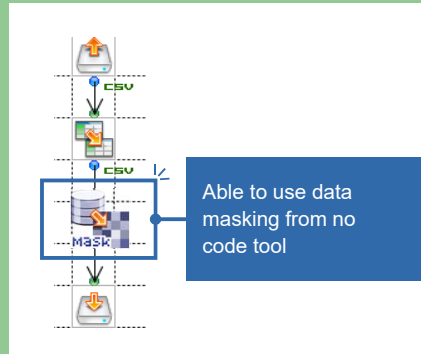 csv
csv
Mask
Able to use data
masking from no
code tool